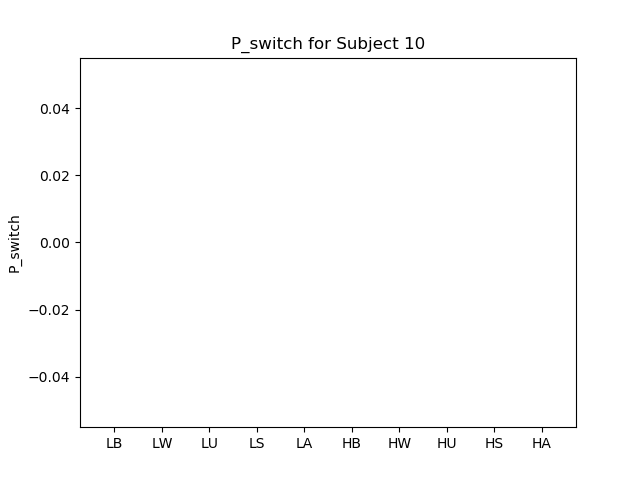 P_switch for Subject 10
P_switch
0.04
0.02
0.00
−0.02
−0.04
LB LW LU LS LA HB HW HU HS HA